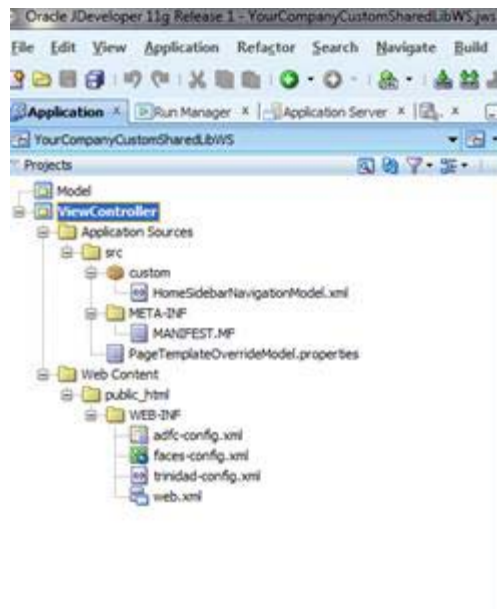 Oracle JDeveloper 11g Release 1 - YourCompanyCustomSharedLibWS.jws
File Edit View Application Refactor Search Navigate Build
Application Run Manager Application Server
YourCompanyCustomSharedLibWS
Projects
Model
ViewController
Application Sources
src
custom
HomeSidebarNavigationModel.xml
META-INF
MANIFEST.MF
PageTemplateOverrideModel.properties
Web Content
public_html
WEB-INF
adfc-config.xml
faces-config.xml
trinidad-config.xml
web.xml